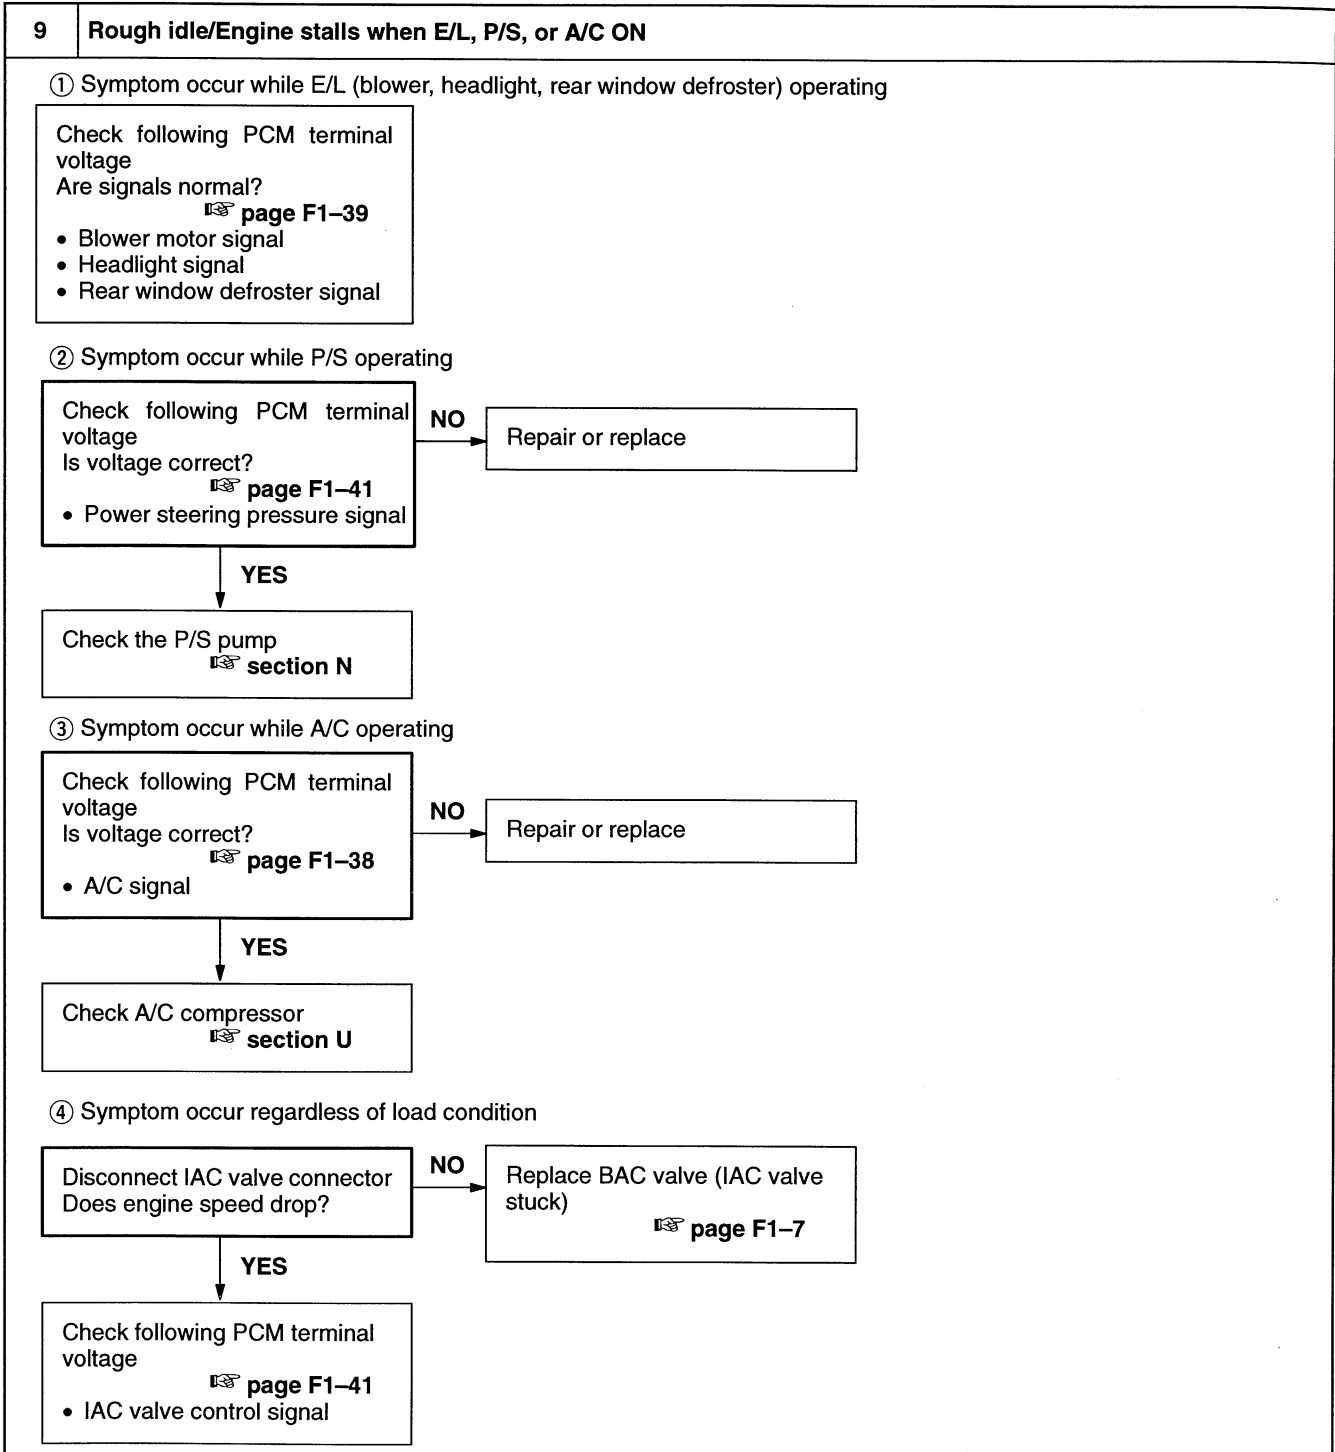 9 Rough idle/Engine stalls when E/L, P/S, or A/C ON
① Symptom occur while E/L (blower, headlight, rear window defroster) operating
Check following PCM terminal
voltage
Are signals normal?
☞ page F1–39
• Blower motor signal
• Headlight signal
• Rear window defroster signal
② Symptom occur while P/S operating
Check following PCM terminal
voltage
Is voltage correct?
☞ page F1–41
• Power steering pressure signal
NO
Repair or replace
YES
Check the P/S pump
☞ section N
③ Symptom occur while A/C operating
Check following PCM terminal
voltage
Is voltage correct?
☞ page F1–38
• A/C signal
NO
Repair or replace
YES
Check A/C compressor
☞ section U
④ Symptom occur regardless of load condition
Disconnect IAC valve connector
Does engine speed drop?
NO
Replace BAC valve (IAC valve
stuck)
☞ page F1–7
YES
Check following PCM terminal
voltage
☞ page F1–41
• IAC valve control signal